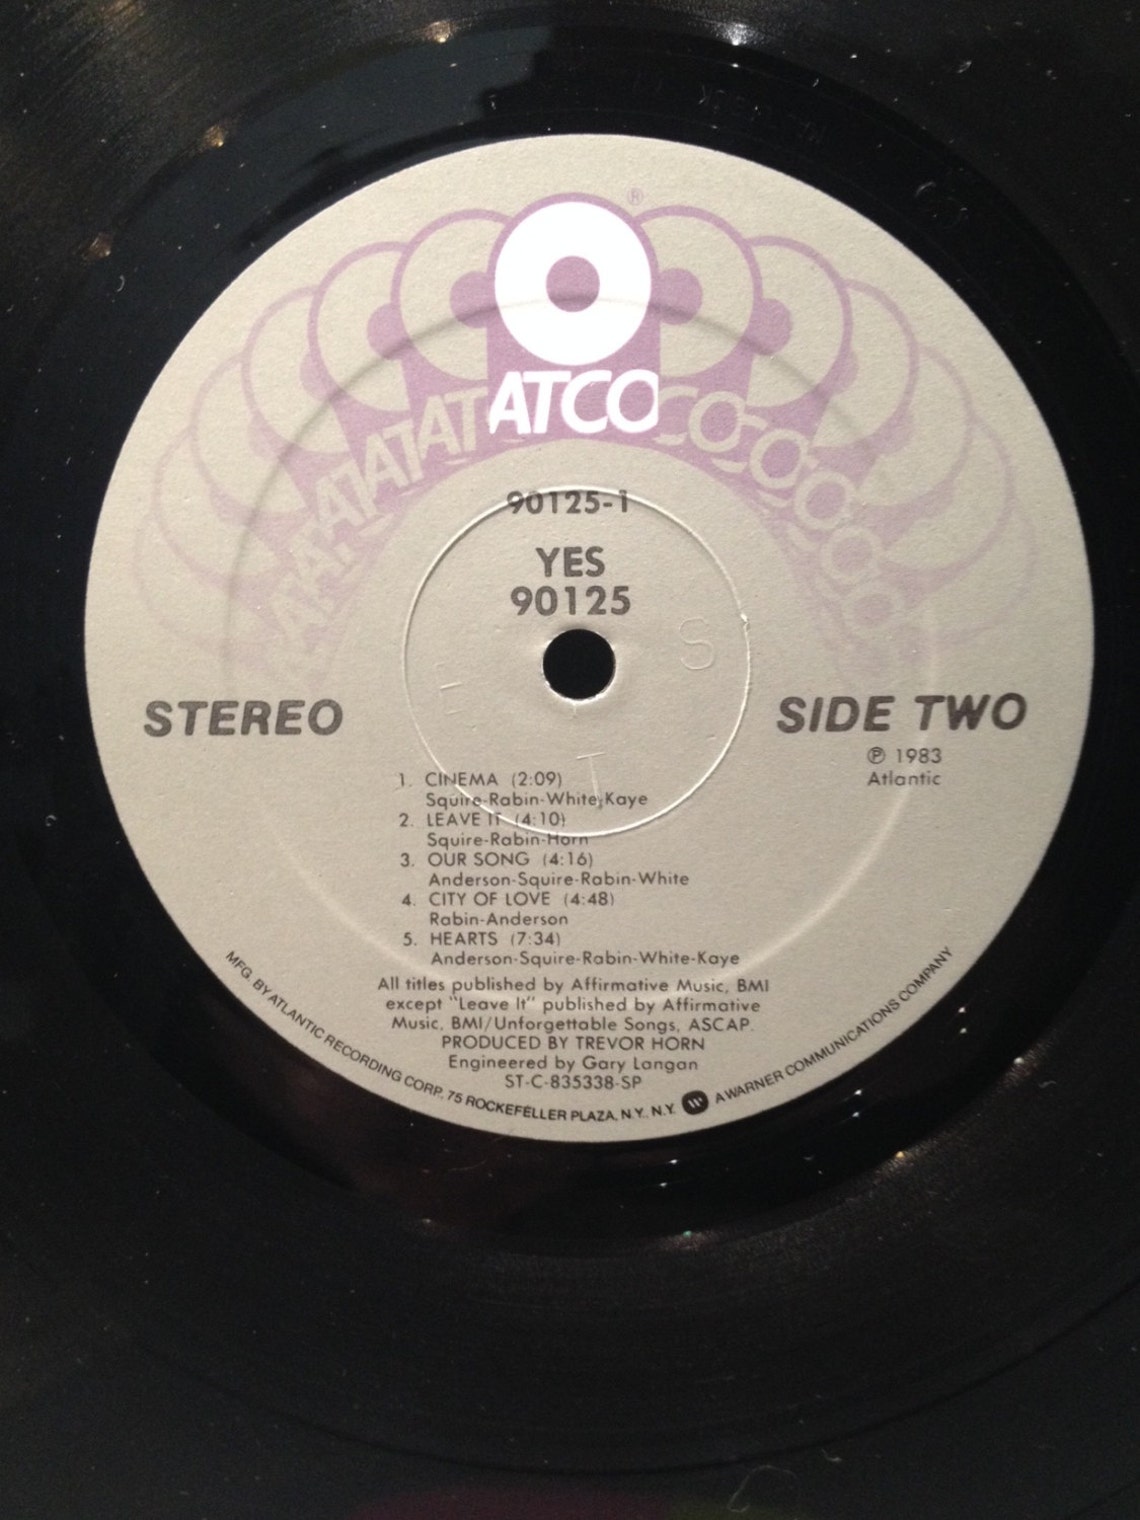 ®
ATCO
90125-1
YES
90125
S
T
STEREO
SIDE TWO
℗ 1983
Atlantic
1. CINEMA (2:09)
Squire-Rabin-White-Kaye
2. LEAVE IT (4:10)
Squire-Rabin-Horn
3. OUR SONG (4:16)
Anderson-Squire-Rabin-White
4. CITY OF LOVE (4:48)
Rabin-Anderson
5. HEARTS (7:34)
Anderson-Squire-Rabin-White-Kaye
All titles published by Affirmative Music, BMI
except "Leave It" published by Affirmative
Music, BMI/Unforgettable Songs, ASCAP.
PRODUCED BY TREVOR HORN
Engineered by Gary Langan
ST-C-835338-SP
MFG. BY ATLANTIC RECORDING CORP., 75 ROCKEFELLER PLAZA, N.Y., N.Y. A WARNER COMMUNICATIONS COMPANY